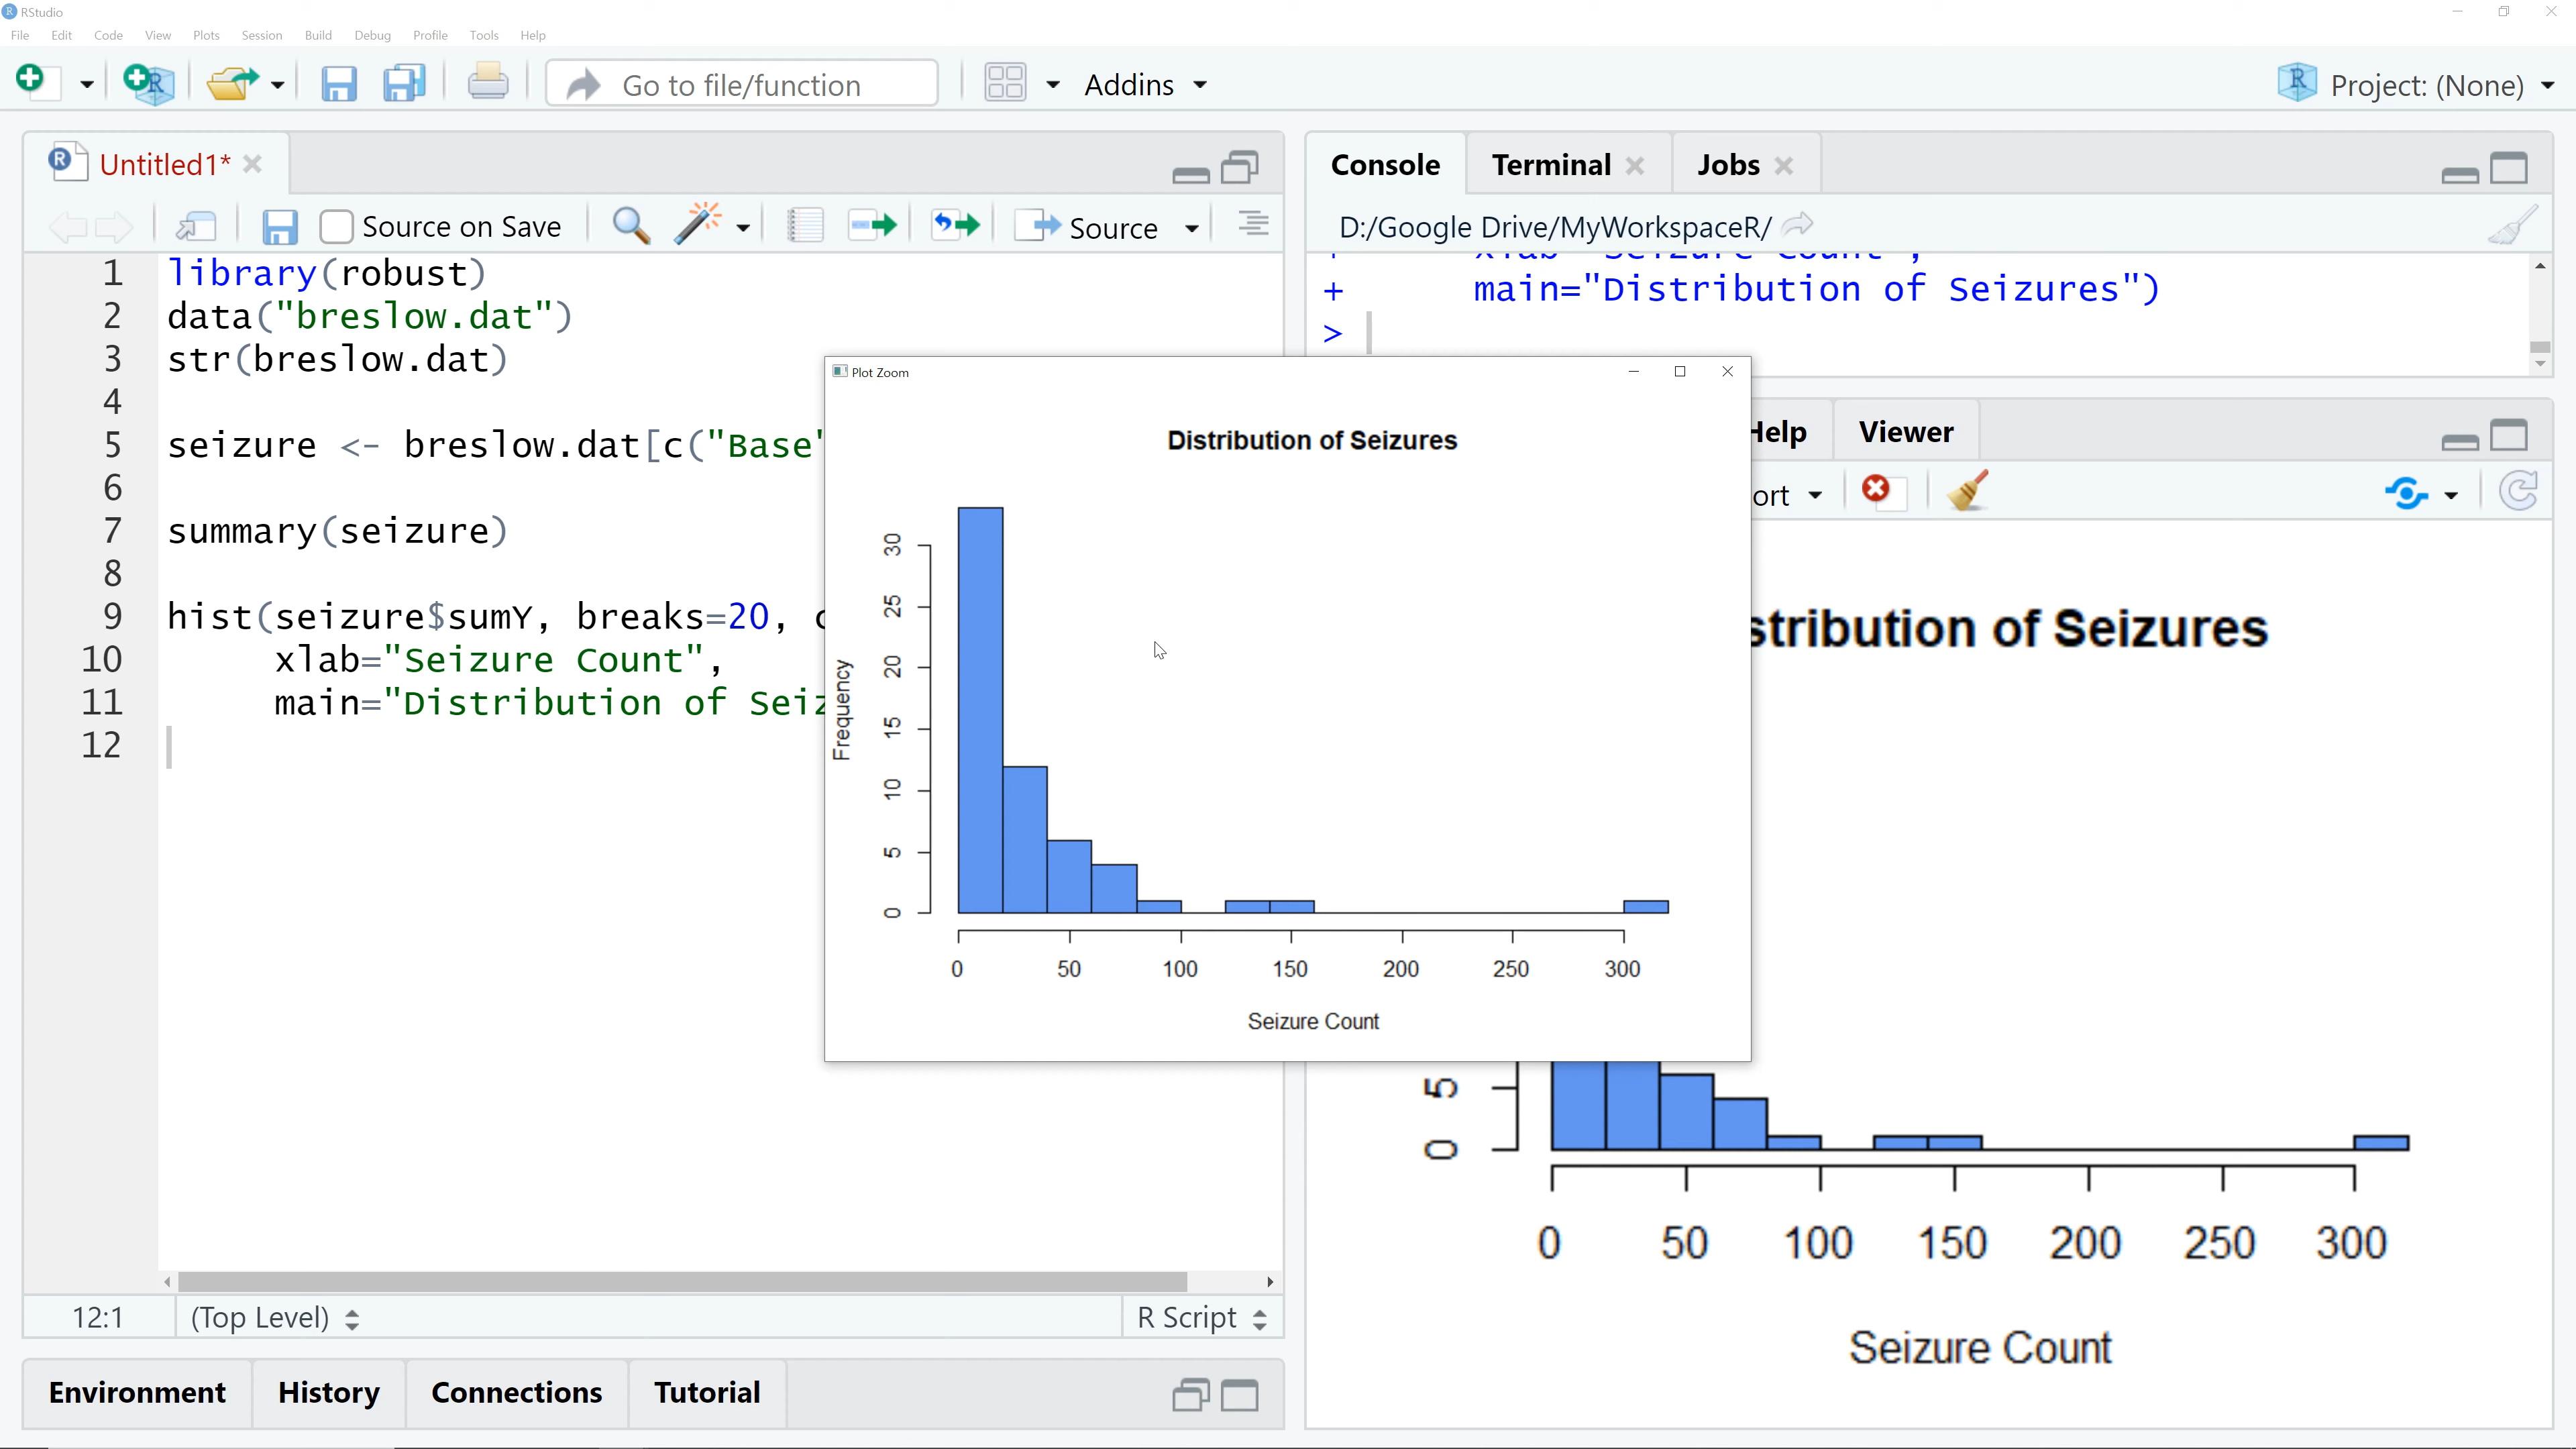 RStudio
File Edit Code View Plots Session Build Debug Profile Tools Help
Go to file/function Addins Project: (None)
Untitled1*
Source on Save Source
1 library(robust)
2 data("breslow.dat")
3 str(breslow.dat)
4
5 seizure <- breslow.dat[c("Base"
6
7 summary(seizure)
8
9 hist(seizure$sumY, breaks=20, c
10 xlab="Seizure Count",
11 main="Distribution of Seiz
12
12:1 (Top Level) R Script
Environment History Connections Tutorial
Console Terminal Jobs
D:/Google Drive/MyWorkspaceR/
+ xlab="Seizure Count",
+ main="Distribution of Seizures")
>
Help Viewer
ort
Plot Zoom
Distribution of Seizures
Frequency
30
25
20
15
10
5
0
0 50 100 150 200 250 300
Seizure Count
stribution of Seizures
5
0
0 50 100 150 200 250 300
Seizure Count